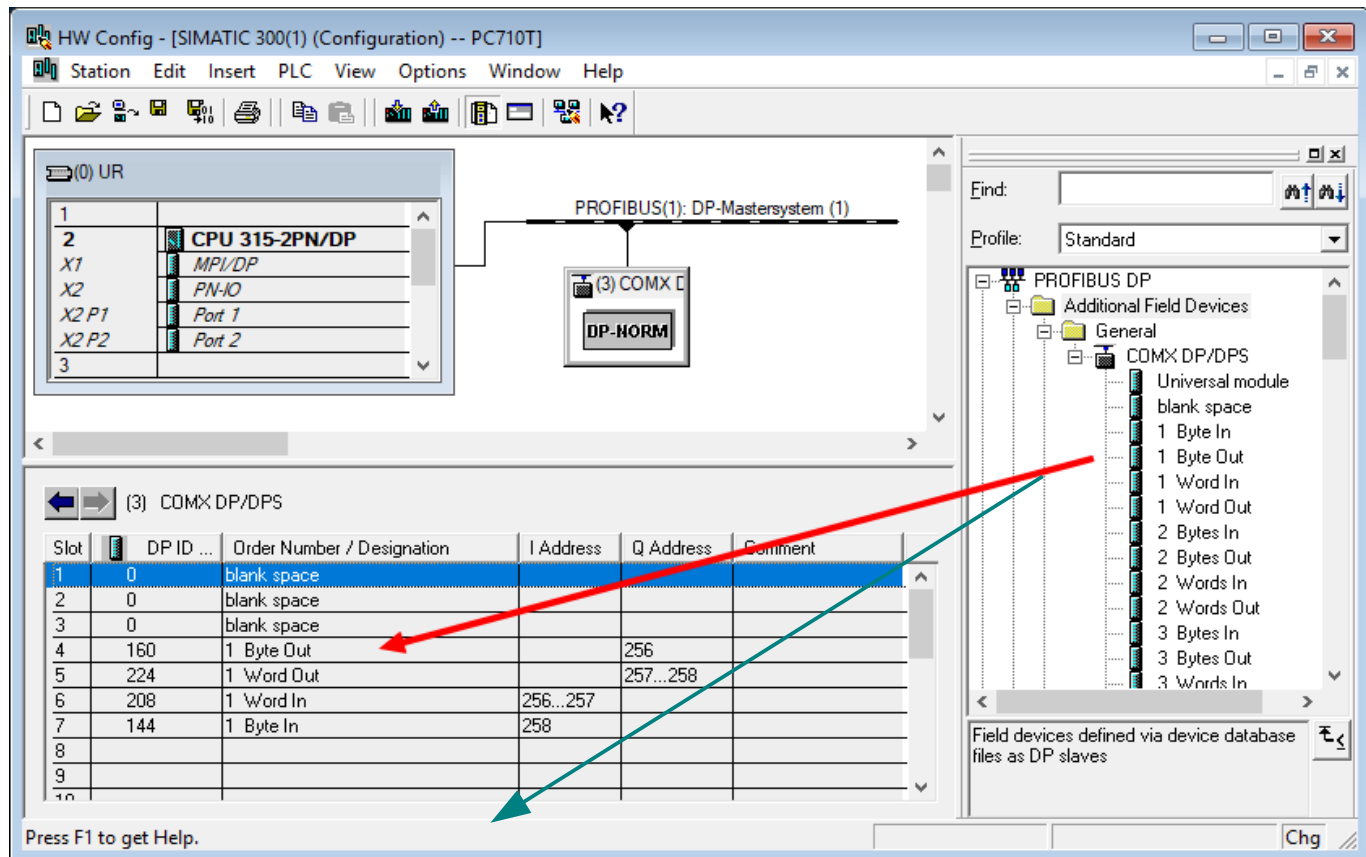 HW Config - [SIMATIC 300(1) (Configuration) -- PC710T]
Station Edit Insert PLC View Options Window Help
(0) UR
1
2 CPU 315-2PN/DP
X1 MPI/DP
X2 PN-IO
X2 P1 Port 1
X2 P2 Port 2
3
PROFIBUS(1): DP-Mastersystem (1)
(3) COMX D
DP-NORM
(3) COMX DP/DPS
Slot DP ID ... Order Number / Designation I Address Q Address Comment
1 0 blank space
2 0 blank space
3 0 blank space
4 160 1 Byte Out 256
5 224 1 Word Out 257...258
6 208 1 Word In 256...257
7 144 1 Byte In 258
8
9
10
Find:
Profile: Standard
PROFIBUS DP
Additional Field Devices
General
COMX DP/DPS
Universal module
blank space
1 Byte In
1 Byte Out
1 Word In
1 Word Out
2 Bytes In
2 Bytes Out
2 Words In
2 Words Out
3 Bytes In
3 Bytes Out
3 Words In
Field devices defined via device database
files as DP slaves
Press F1 to get Help.
Chg